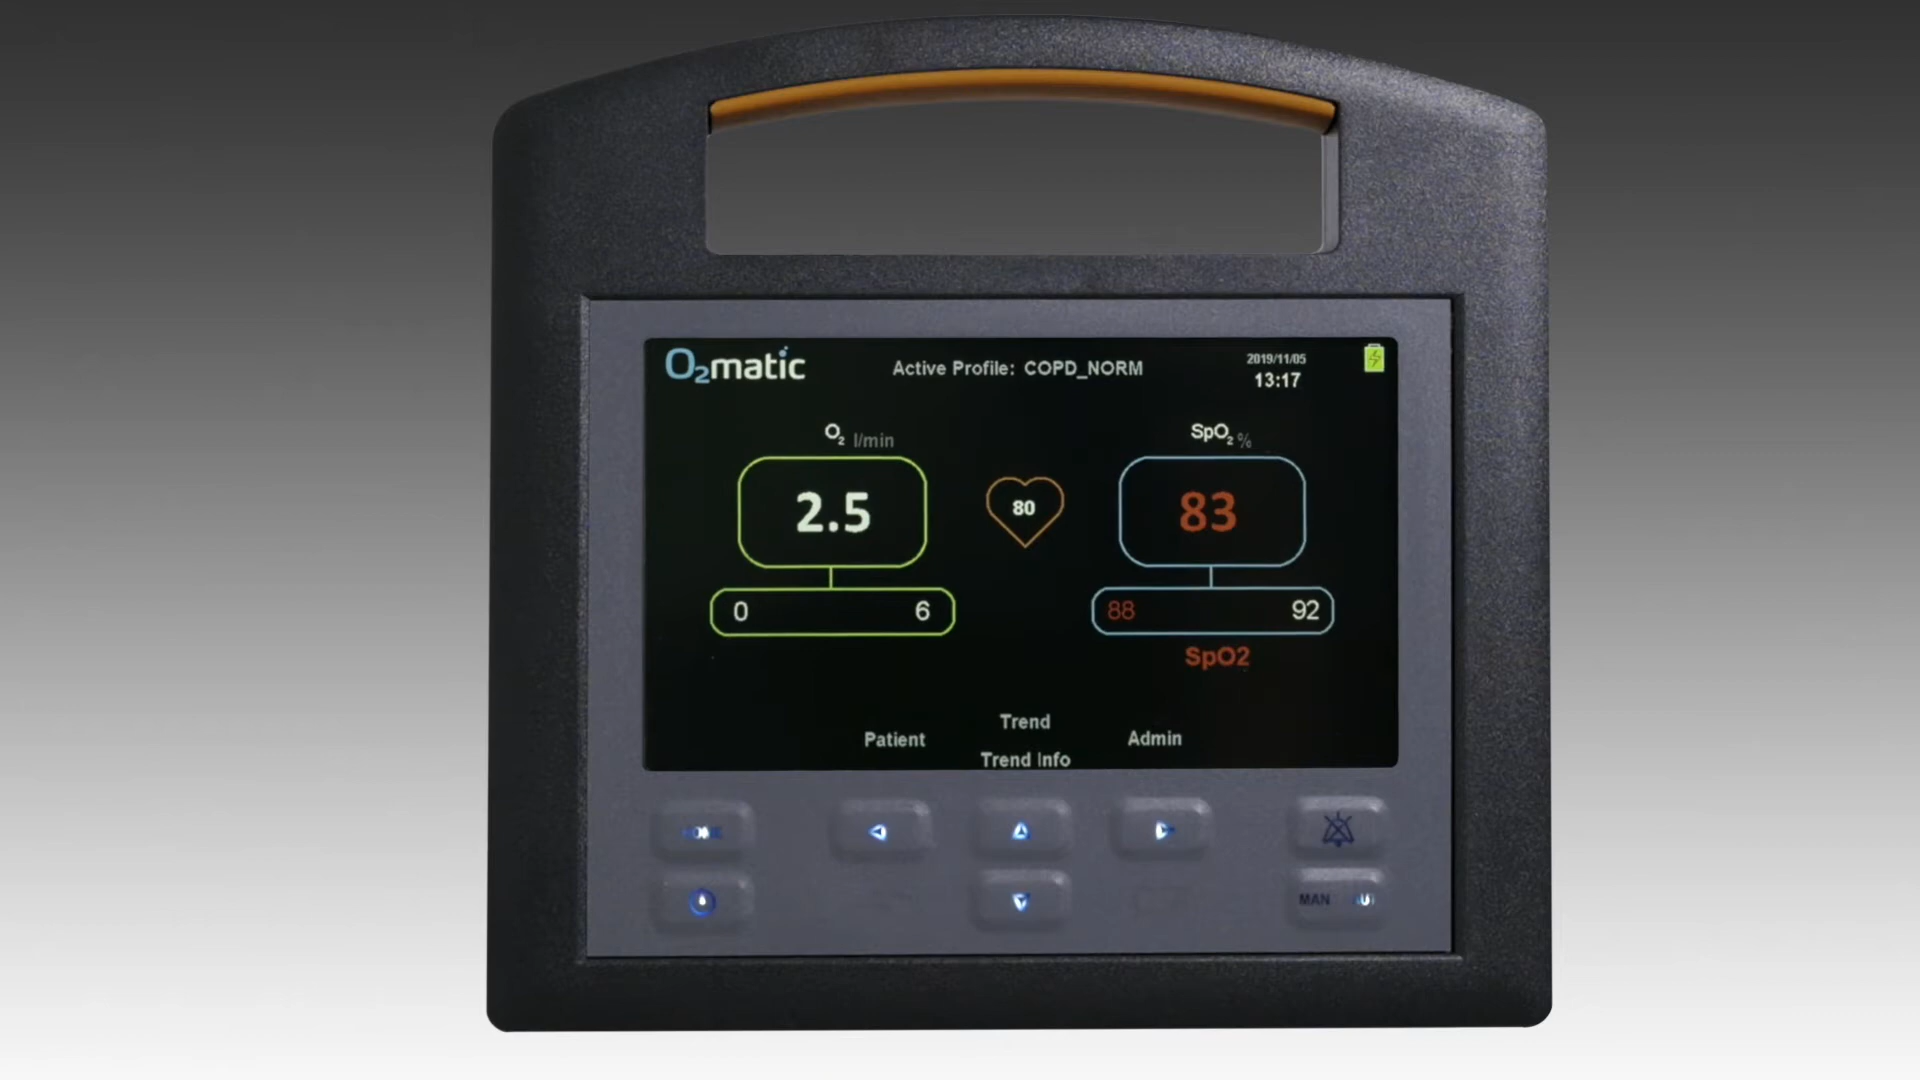 O2matic
Active Profile: COPD_NORM
2019/11/05
13:17
O2 l/min
SpO2 %
2.5
80
83
0 6
88 92
SpO2
Trend
Patient
Admin
Trend Info
HOME
MAN